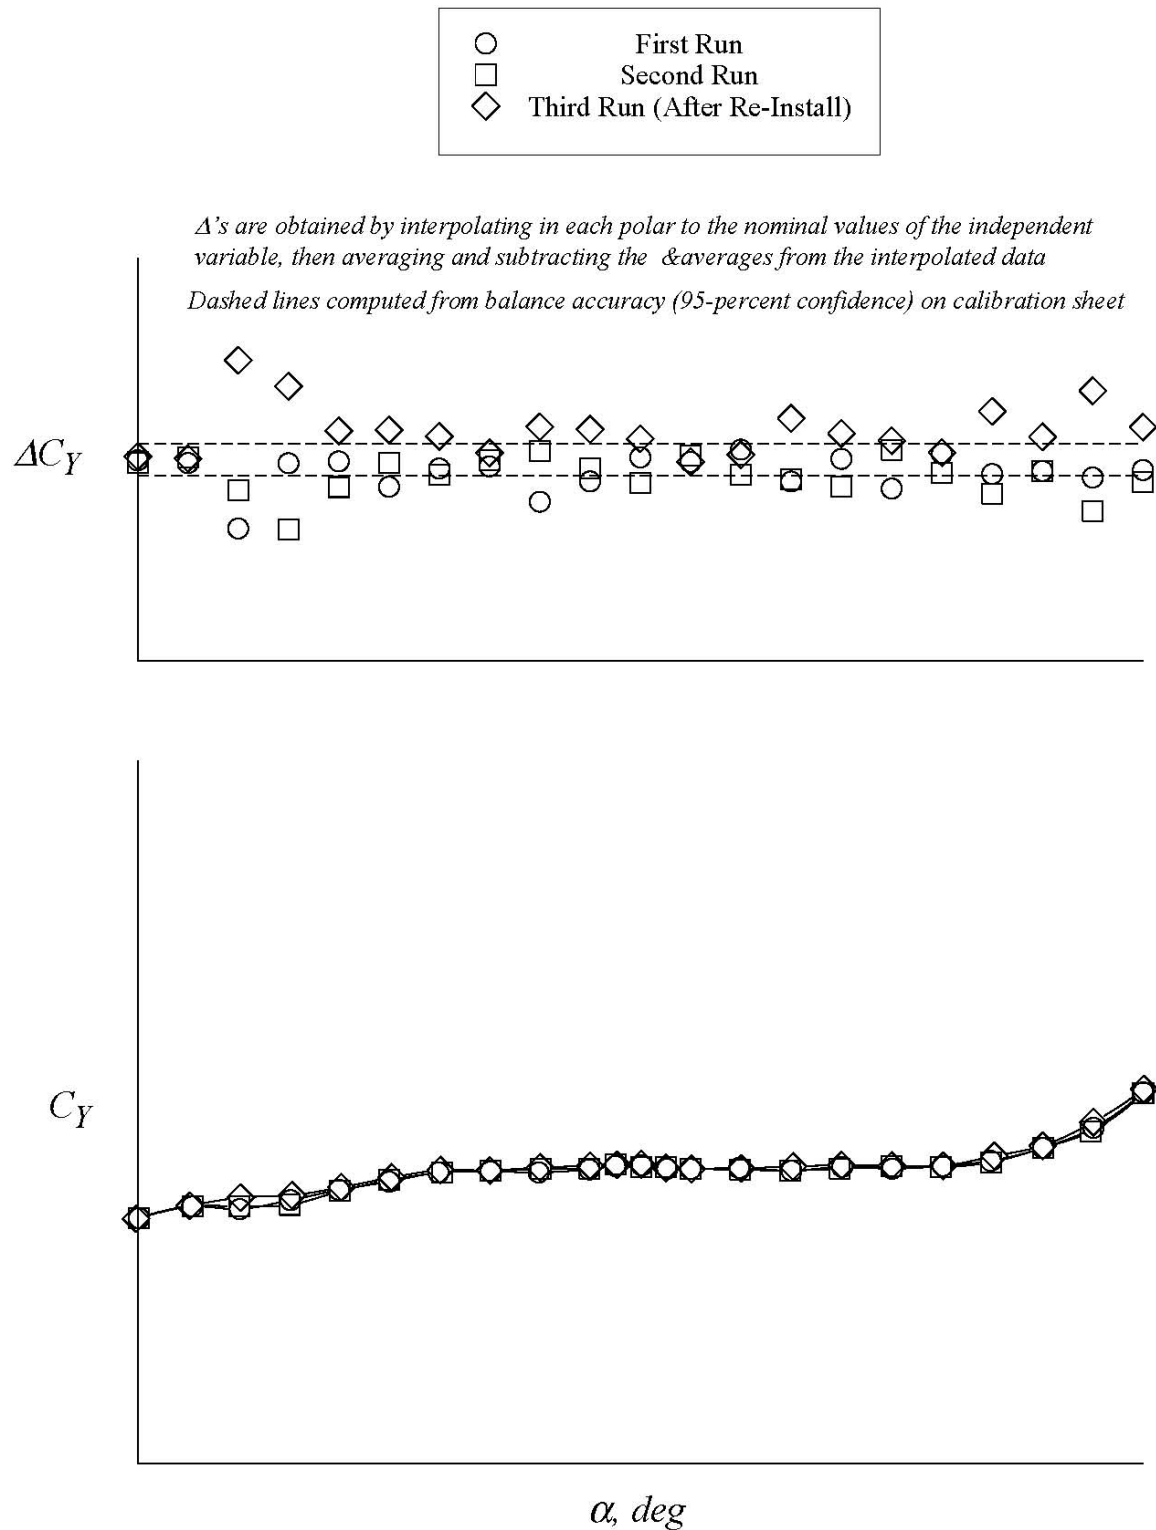 First Run
Second Run
Third Run (After Re-Install)
Δ's are obtained by interpolating in each polar to the nominal values of the independent
variable, then averaging and subtracting the &averages from the interpolated data
Dashed lines computed from balance accuracy (95-percent confidence) on calibration sheet
ΔC_Y
C_Y
α, deg